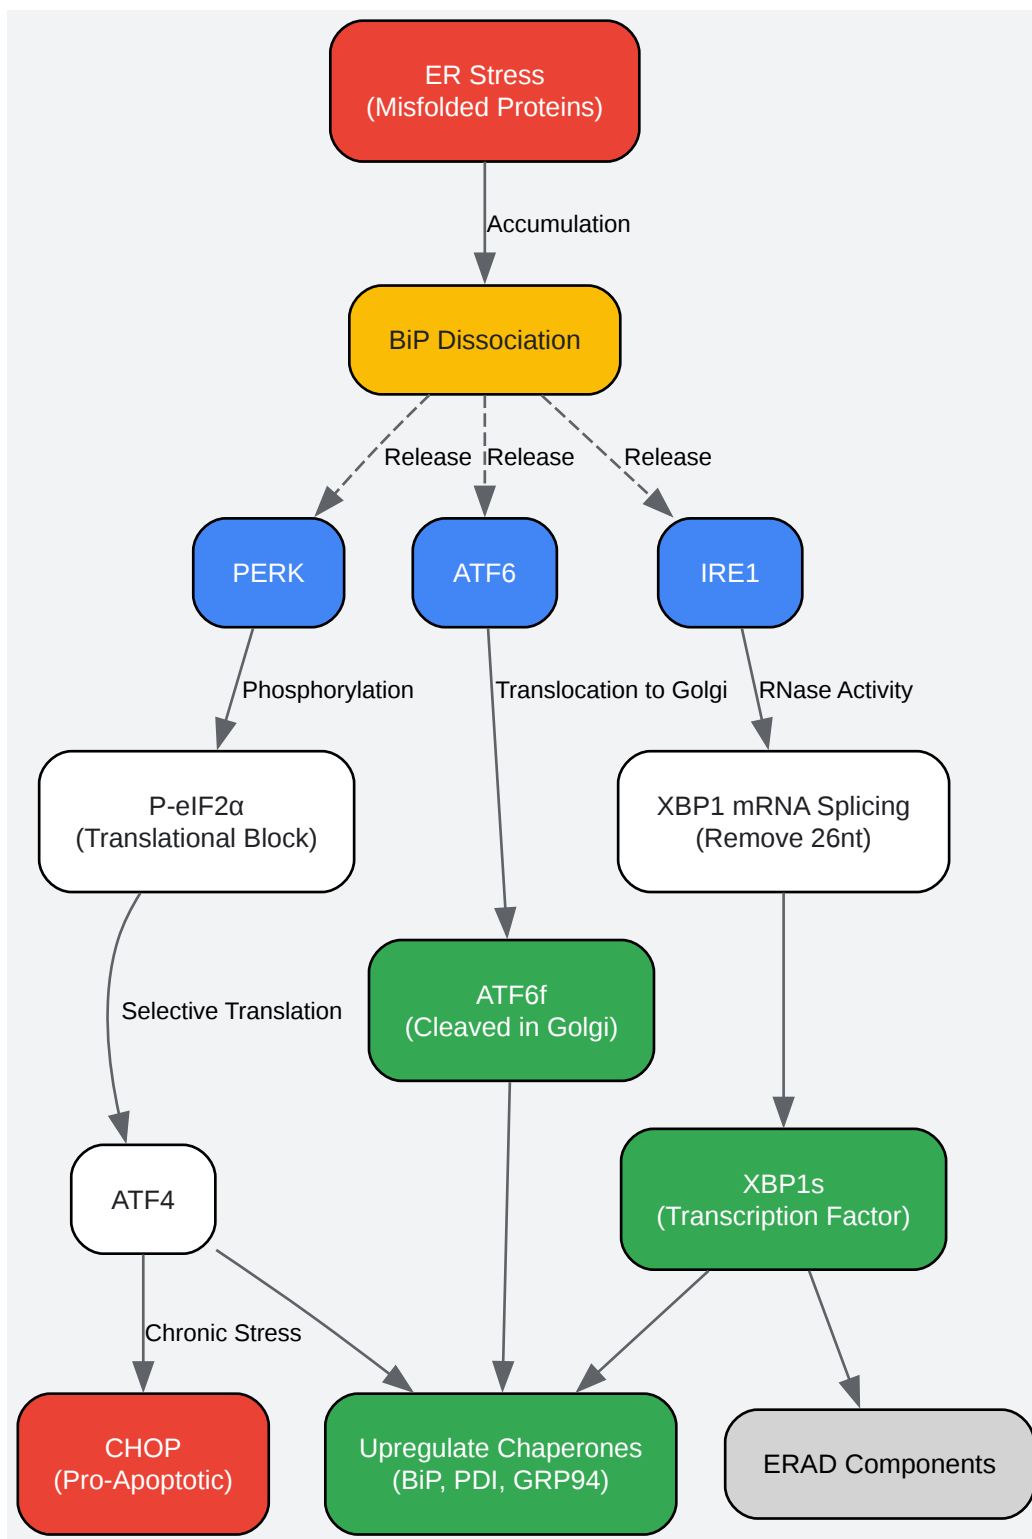 ER Stress
(Misfolded Proteins)
Accumulation
BiP Dissociation
Release
Release
Release
PERK
ATF6
IRE1
Phosphorylation
Translocation to Golgi
RNase Activity
P-eIF2α
(Translational Block)
XBP1 mRNA Splicing
(Remove 26nt)
Selective Translation
ATF6f
(Cleaved in Golgi)
ATF4
XBP1s
(Transcription Factor)
Chronic Stress
CHOP
(Pro-Apoptotic)
Upregulate Chaperones
(BiP, PDI, GRP94)
ERAD Components